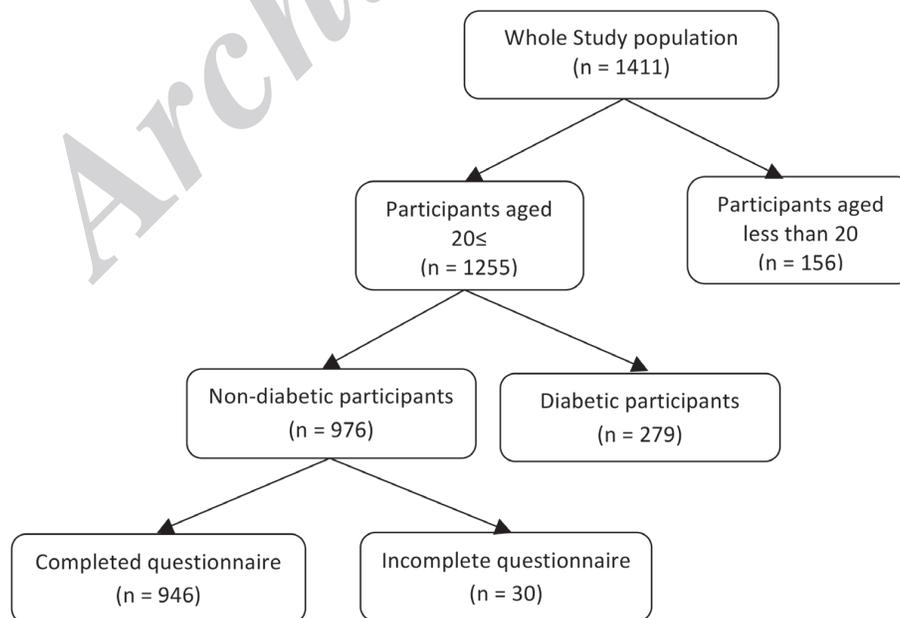 Whole Study population
(n = 1411)
Participants aged
20≤
(n = 1255)
Participants aged
less than 20
(n = 156)
Non-diabetic participants
(n = 976)
Diabetic participants
(n = 279)
Completed questionnaire
(n = 946)
Incomplete questionnaire
(n = 30)
Arch